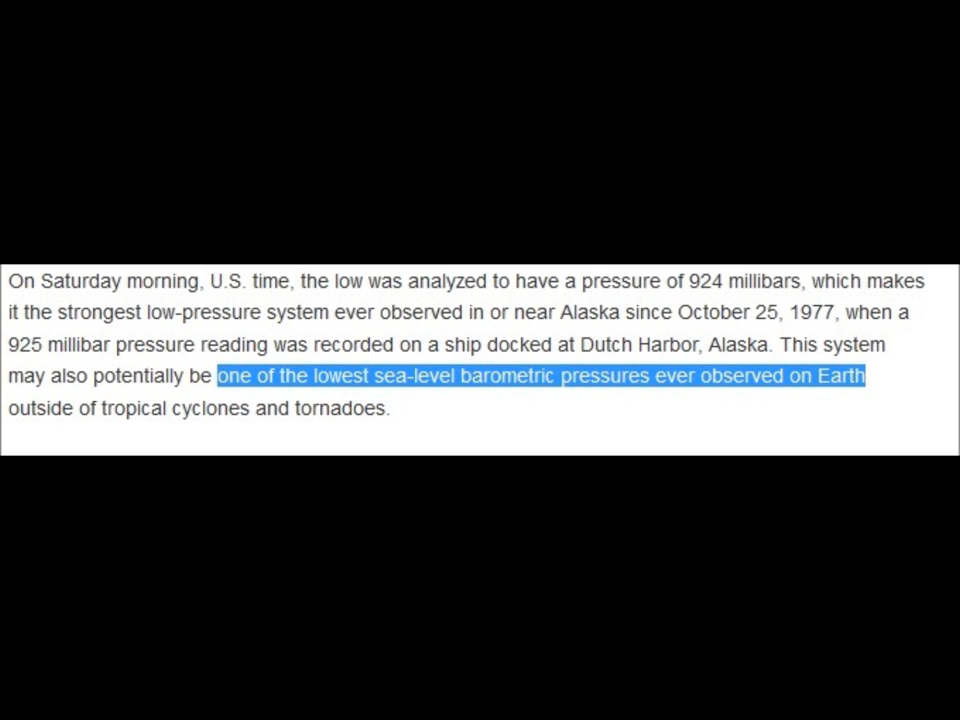 On Saturday morning, U.S. time, the low was analyzed to have a pressure of 924 millibars, which makes
it the strongest low-pressure system ever observed in or near Alaska since October 25, 1977, when a
925 millibar pressure reading was recorded on a ship docked at Dutch Harbor, Alaska. This system
may also potentially be one of the lowest sea-level barometric pressures ever observed on Earth
outside of tropical cyclones and tornadoes.